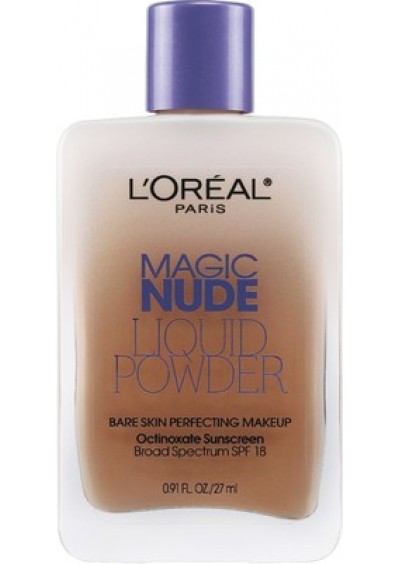 L'ORÉAL®
PARIS
MAGIC
NUDE
LIQUID
POWDER
BARE SKIN PERFECTING MAKEUP
Octinoxate Sunscreen
Broad Spectrum SPF 18
0.91 FL. OZ./27 ml